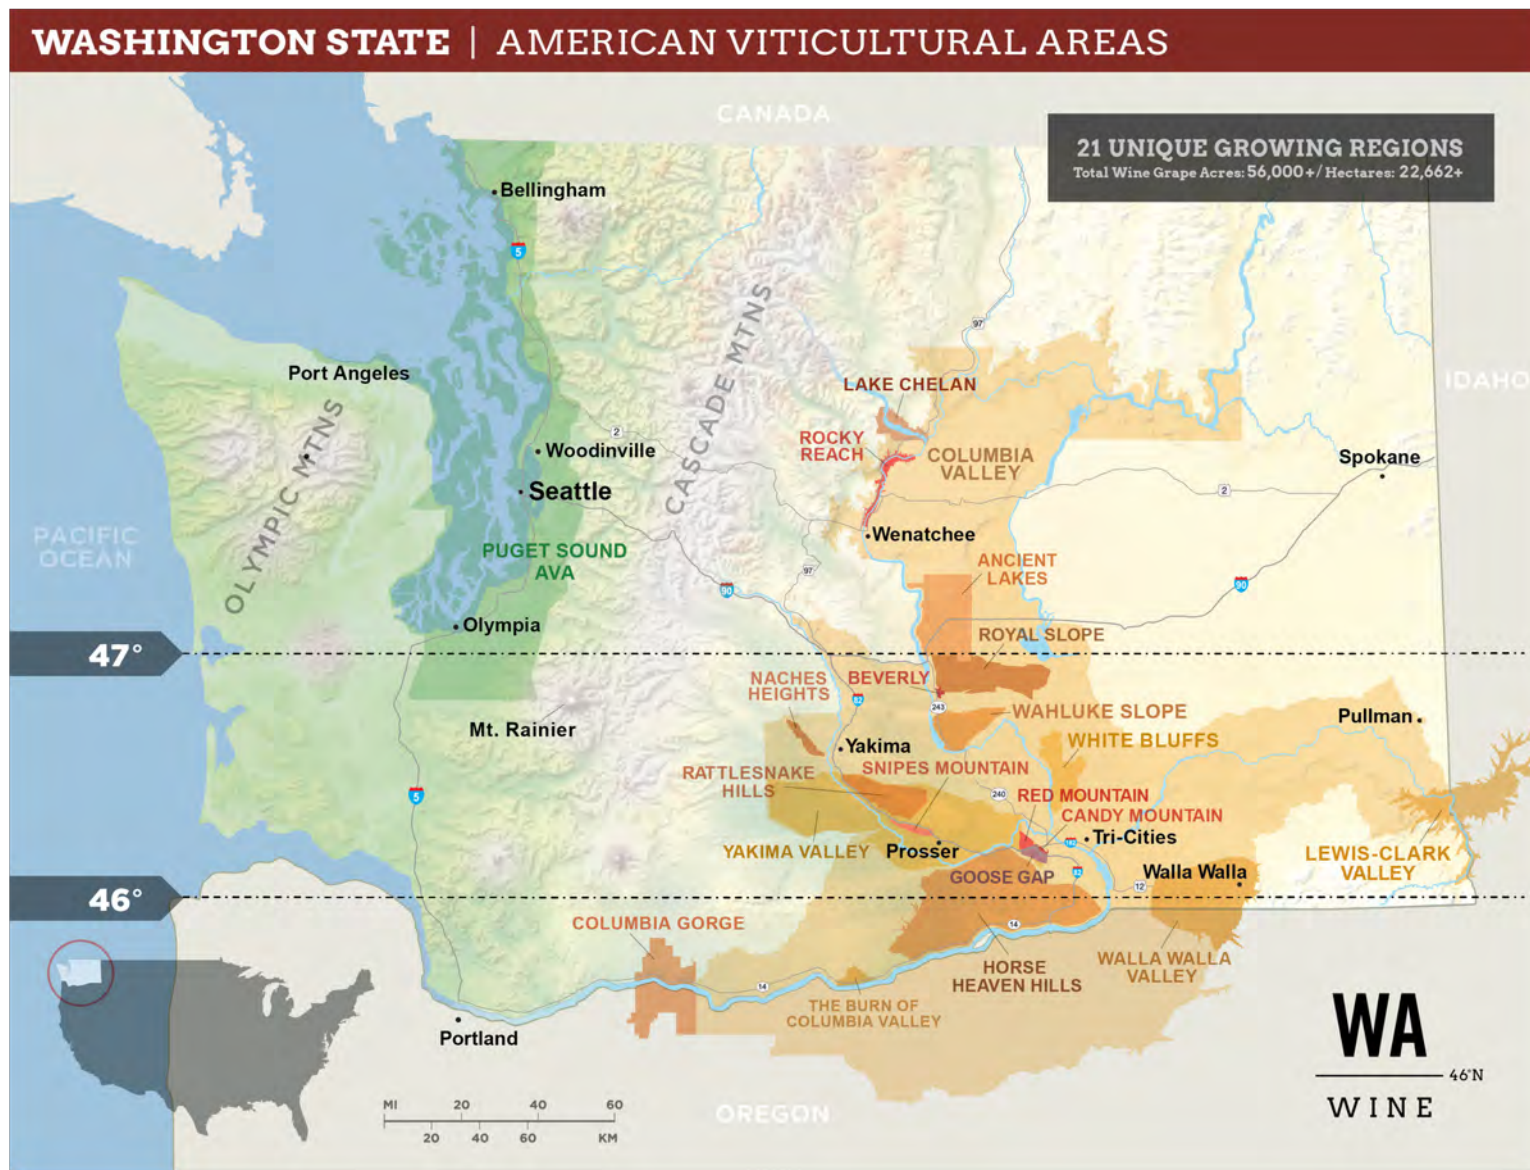 WASHINGTON STATE | AMERICAN VITICULTURAL AREAS
CANADA
21 UNIQUE GROWING REGIONS
Total Wine Grape Acres: 56,000+/ Hectares: 22,662+
Bellingham
5
97
Port Angeles
LAKE CHELAN
IDAHO
CASCADE MTNS
OLYMPIC MTNS
2
ROCKY
REACH
Woodinville
COLUMBIA
VALLEY
Spokane
Seattle
2
PACIFIC
OCEAN
Wenatchee
PUGET SOUND
AVA
ANCIENT
LAKES
97
90
90
Olympia
ROYAL SLOPE
47°
NACHES
HEIGHTS
BEVERLY
82
243
WAHLUKE SLOPE
Pullman
Mt. Rainier
WHITE BLUFFS
Yakima
SNIPES MOUNTAIN
RATTLESNAKE
HILLS
5
240
RED MOUNTAIN
CANDY MOUNTAIN
Tri-Cities
182
YAKIMA VALLEY
Prosser
LEWIS-CLARK
VALLEY
GOOSE GAP
82
Walla Walla
12
46°
COLUMBIA GORGE
14
WALLA WALLA
VALLEY
HORSE
HEAVEN HILLS
14
THE BURN OF
COLUMBIA VALLEY
Portland
WA
46°N
WINE
MI 20 40 60
20 40 60 KM
OREGON